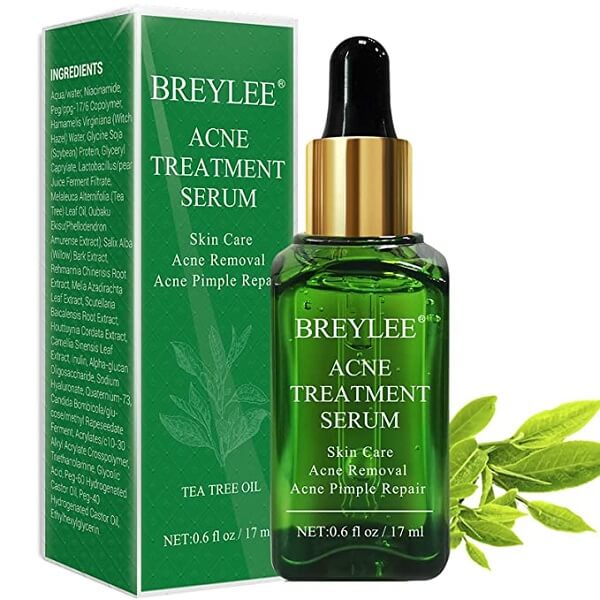 INGREDIENTS
Aqua/water, Niacinamide,
Peg/ppg-17/6 Copolymer,
Hamamelis Virginiana (Witch
Hazel) Water, Glycine Soja
(Soybean) Protein, Glyceryl
Caprylate, Lactobacillus/pear
Juice Ferment Filtrate,
Melaleuca Alternifolia (Tea
Tree) Leaf Oil, Oubaku
Ekisu(Phellodendron
Amurense Extract), Salix Alba
(Willow) Bark Extract,
Rehmannia Chinensis Root
Extract, Melia Azadirachta
Leaf Extract, Scutellaria
Baicalensis Root Extract,
Houttuynia Cordata Extract,
Camellia Sinensis Leaf
Extract, Inulin, Alpha-glucan
Oligosaccharide, Sodium
Hyaluronate, Quaternium-73,
Candida Bombicola/glu-
cose/methyl Rapeseedate
Ferment, Acrylates/c10-30
Alkyl Acrylate Crosspolymer,
Triethanolamine, Glycolic
Acid, Peg-60 Hydrogenated
Castor Oil, Peg-40
Hydrogenated Castor Oil,
Ethylhexylglycerin
BREYLEE®
ACNE
TREATMENT
SERUM
Skin Care
Acne Removal
Acne Pimple Repair
TEA TREE OIL
NET:0.6 fl oz / 17 ml
BREYLEE®
ACNE
TREATMENT
SERUM
Skin Care
Acne Removal
Acne Pimple Repair
NET:0.6 fl oz / 17 ml